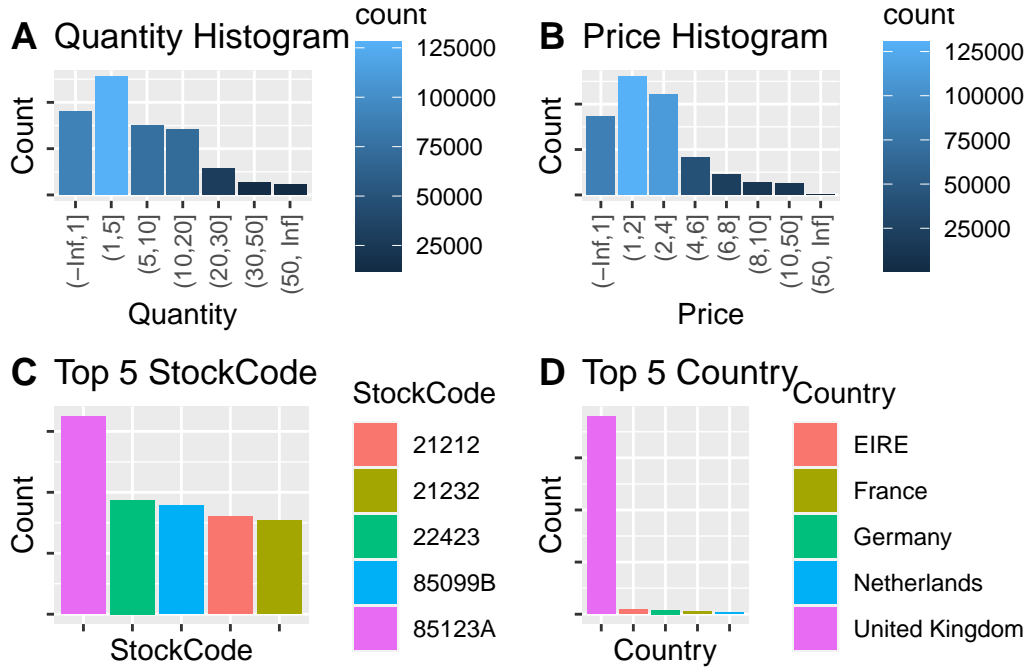 A Quantity Histogram
count
125000
100000
75000
50000
25000
Count
(−Inf,1]
(1,5]
(5,10]
(10,20]
(20,30]
(30,50]
(50, Inf]
Quantity
B Price Histogram
count
125000
100000
75000
50000
25000
Count
(−Inf,1]
(1,2]
(2,4]
(4,6]
(6,8]
(8,10]
(10,50]
(50, Inf]
Price
C Top 5 StockCode
StockCode
21212
21232
22423
85099B
85123A
Count
StockCode
D Top 5 Country
Country
EIRE
France
Germany
Netherlands
United Kingdom
Count
Country